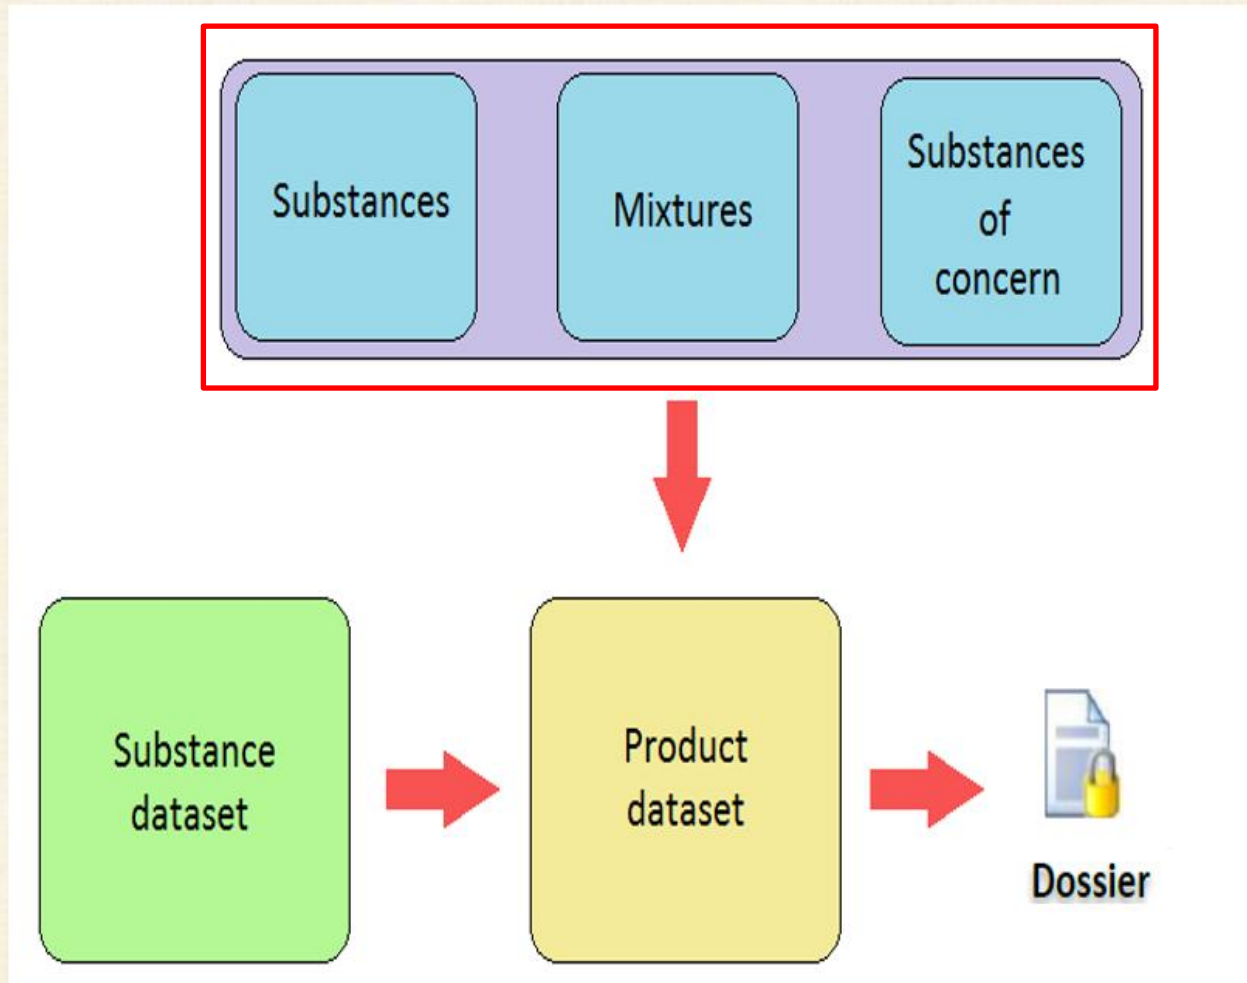 Substances
Mixtures
Substances
of
concern
Substance
dataset
Product
dataset
Dossier